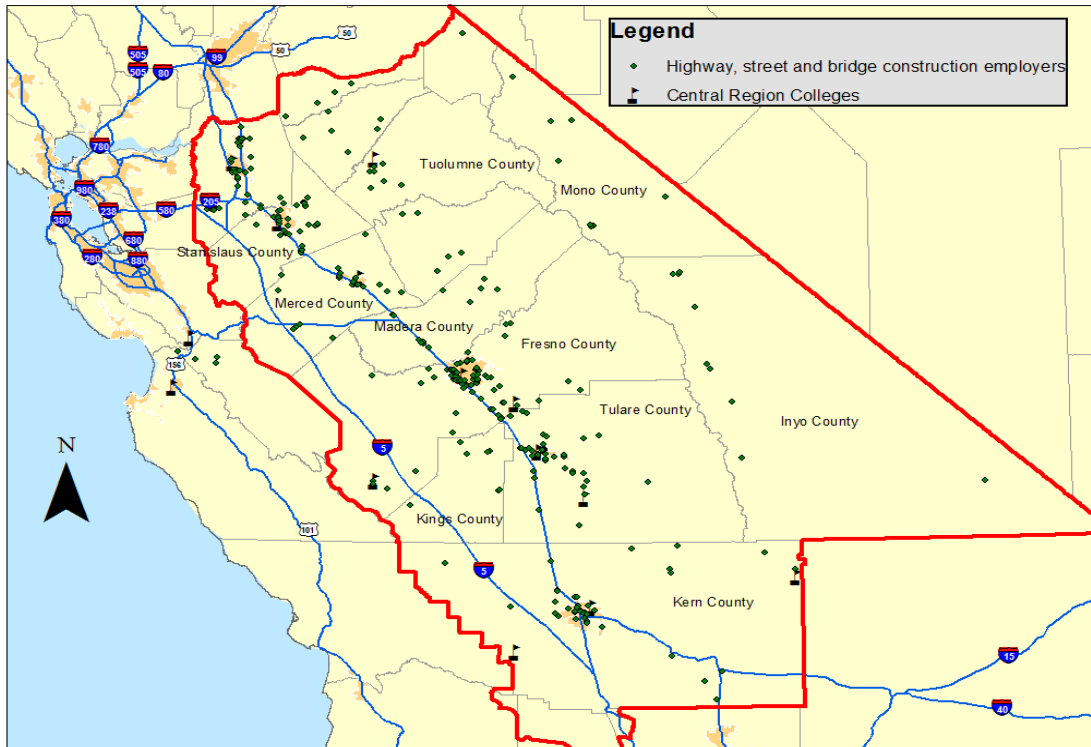 Legend
Highway, street and bridge construction employers
Central Region Colleges
50
505
99
50
505
80
780
Tuolumne County
980
Mono County
205
238
580
380
680
Stanislaus County
280
880
Merced County
Madera County
Fresno County
156
Tulare County
Inyo County
N
5
Kings County
101
5
Kern County
15
40